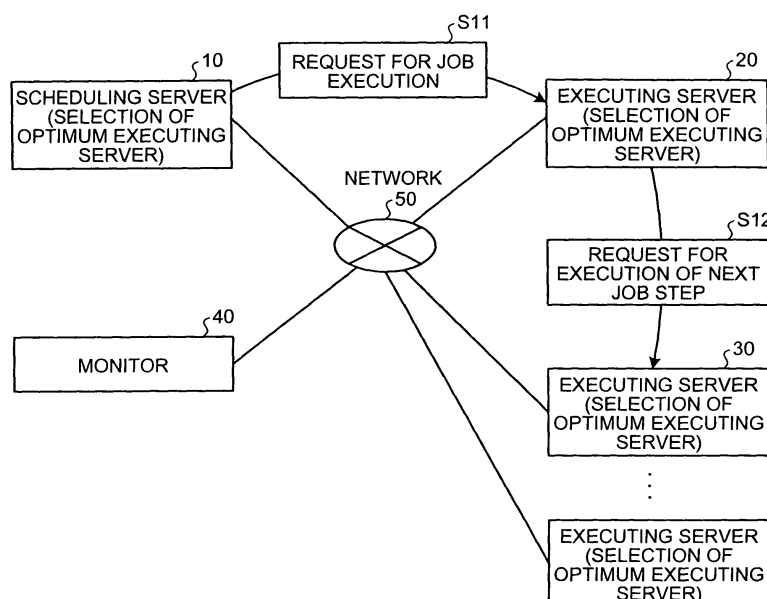 S11
REQUEST FOR JOB
EXECUTION
10
SCHEDULING SERVER
(SELECTION OF
OPTIMUM EXECUTING
SERVER)
20
EXECUTING SERVER
(SELECTION OF
OPTIMUM EXECUTING
SERVER)
NETWORK
50
S12
REQUEST FOR
EXECUTION OF NEXT
JOB STEP
40
MONITOR
30
EXECUTING SERVER
(SELECTION OF
OPTIMUM EXECUTING
SERVER)
EXECUTING SERVER
(SELECTION OF
OPTIMUM EXECUTING
SERVER)